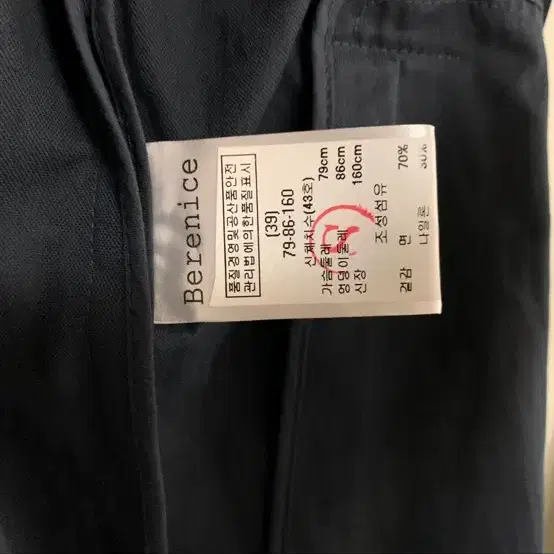 Berenice
품질경영및공산품안전
관리법에의한품질표시
[39]
79-86-160
신체치수(43호)
가슴둘레 79cm
엉덩이둘레 86cm
신장 160cm
조성섬유
겉감 면 70%
나일론 30%